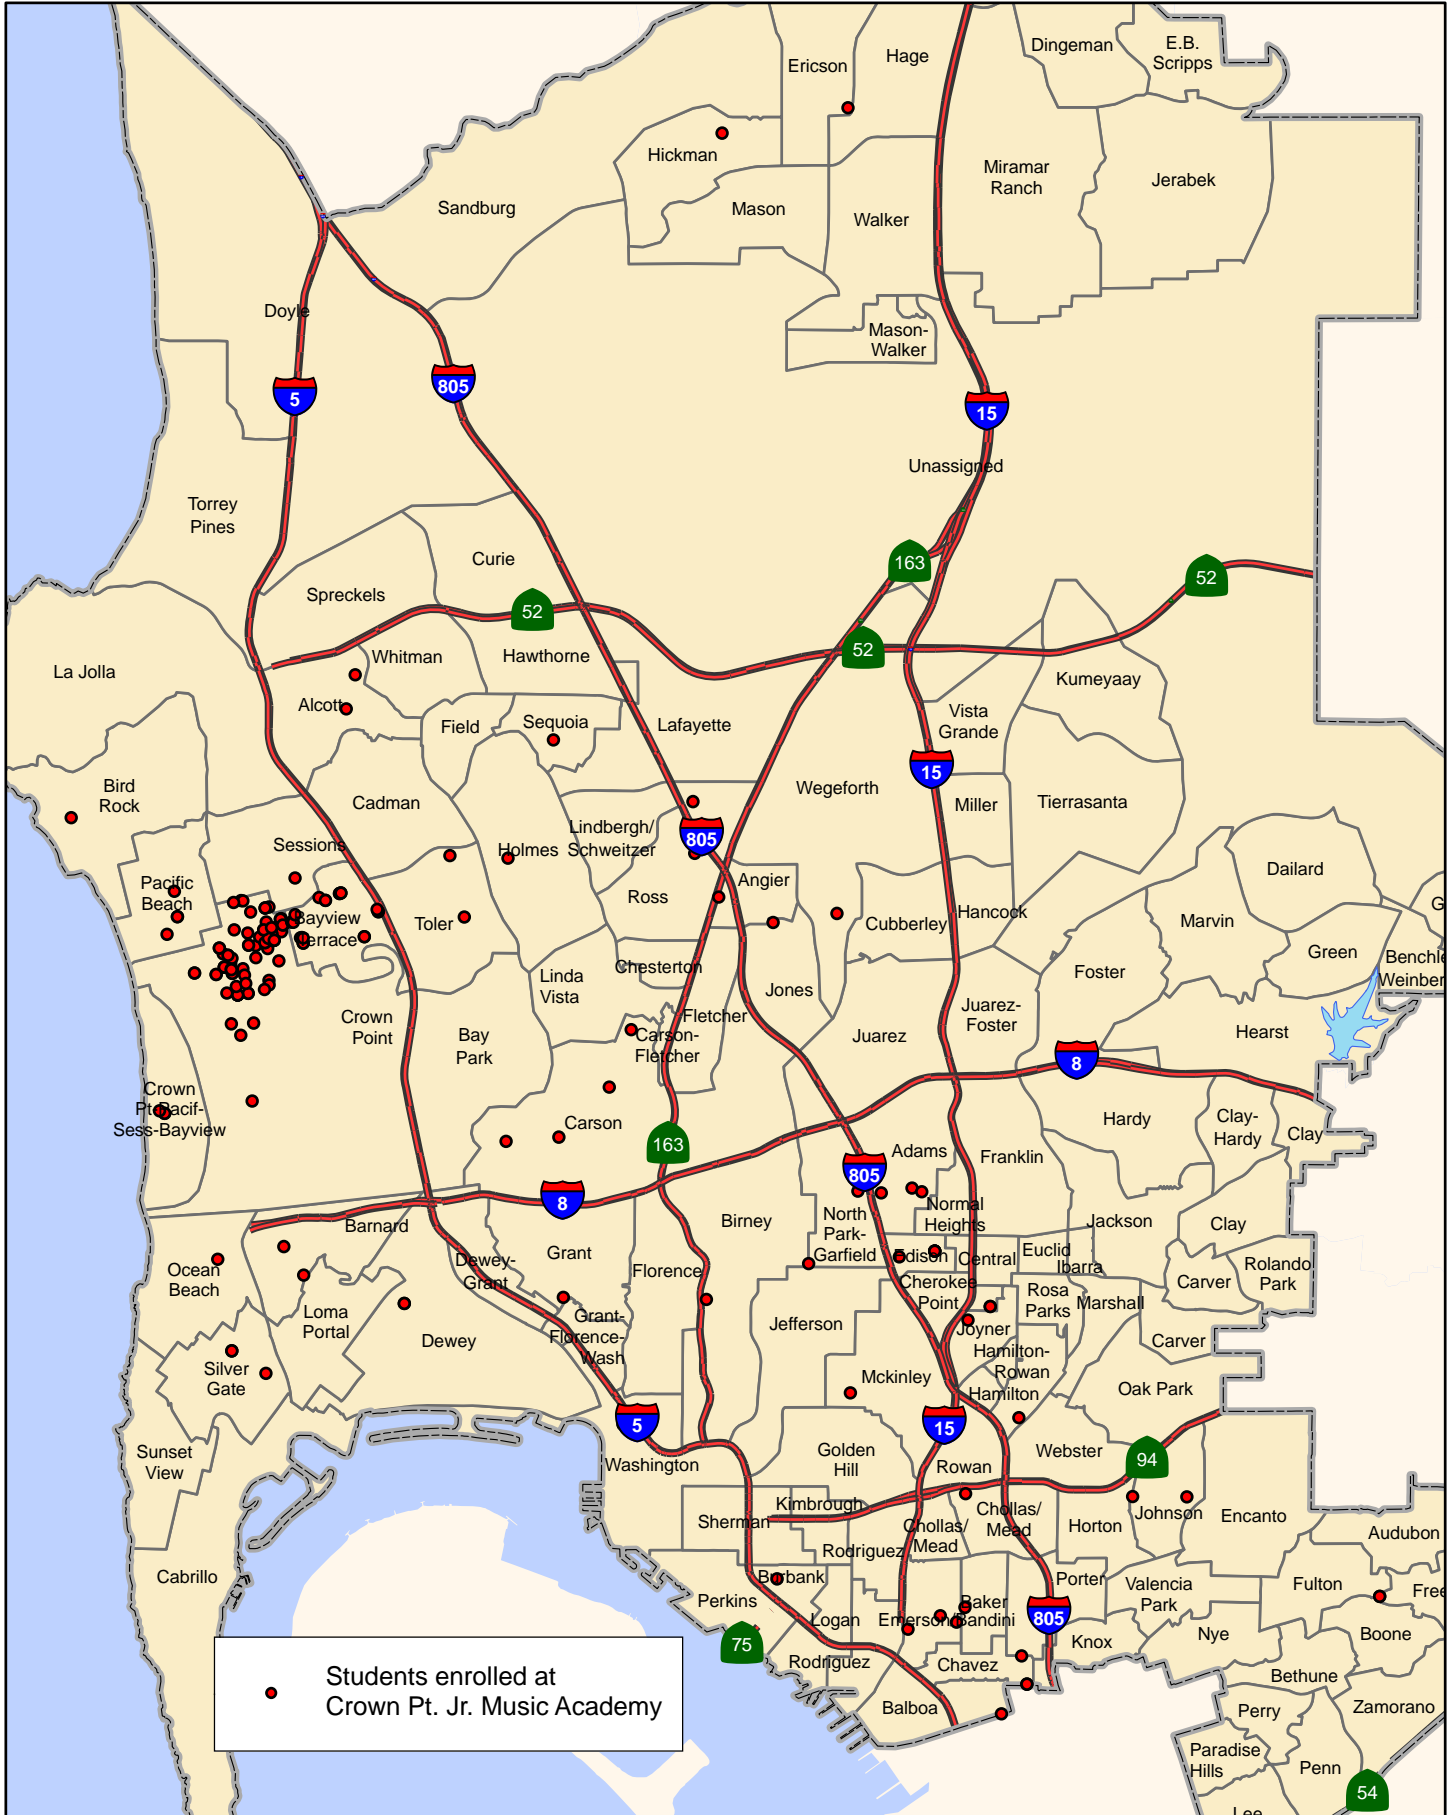 Dingeman
E.B.
Scripps
Hage
Ericson
Hickman
Miramar
Ranch
Jerabek
Sandburg
Mason
Walker
Doyle
Mason-
Walker
805
5
15
Unassigned
Torrey
Pines
Curie
163
52
Spreckels
52
52
La Jolla
Whitman
Hawthorne
Kumeyaay
Alcott
Field
Sequoia
Lafayette
Vista
Grande
15
Bird
Rock
Cadman
Wegeforth
Miller
Tierrasanta
Sessions
Holmes
Lindbergh/
Schweitzer
805
Dailard
Pacific
Beach
Ross
Angier
Bayview
Terrace
Toler
Cubberley
Hancock
Marvin
Green
Linda
Vista
Chesterton
Foster
Jones
Crown
Point
Bay
Park
Fletcher
Carson-
Fletcher
Juarez
Juarez-
Foster
Hearst
8
Crown
Pt-Pacif-
Sess-Bayview
Carson
163
Hardy
Clay-
Hardy
Clay
Adams
Franklin
805
8
Barnard
Birney
North
Park-
Garfield
Normal
Heights
Jackson
Clay
Ocean
Beach
Dewey-
Grant
Grant
Florence
Edison
Central
Euclid
Ibarra
Carver
Rolando
Park
Cherokee
Point
Rosa
Parks
Marshall
Loma
Portal
Dewey
Grant-
Florence-
Wash
Jefferson
Joyner
Carver
Silver
Gate
Mckinley
Hamilton-
Rowan
Hamilton
Oak Park
5
15
Sunset
View
Washington
Golden
Hill
Rowan
Webster
94
Sherman
Kimbrough
Chollas/
Mead
Chollas/
Mead
Horton
Johnson
Encanto
Audubon
Rodriguez
Cabrillo
Burbank
Perkins
Porter
Valencia
Park
Fulton
Logan
Emerson/Bandini
Baker
805
75
Knox
Nye
Boone
Rodriguez
Chavez
Bethune
Balboa
Perry
Zamorano
Paradise
Hills
Penn
54
Students enrolled at
Crown Pt. Jr. Music Academy